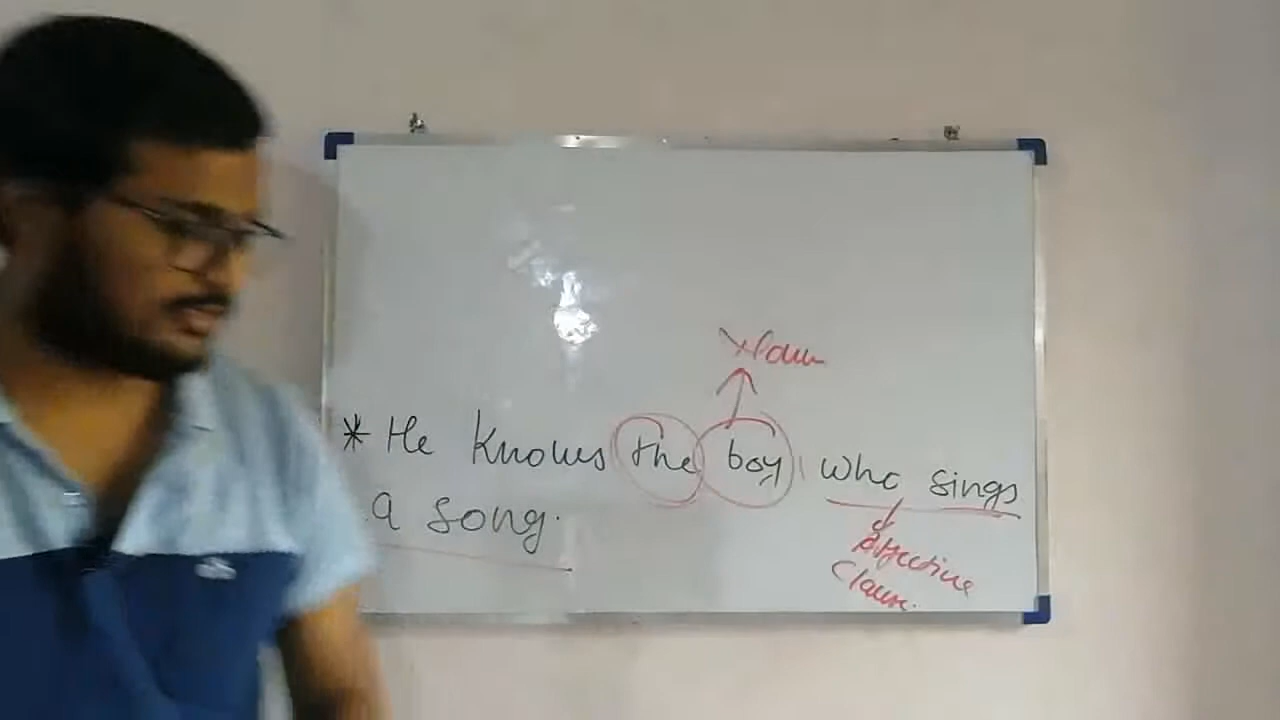 Noun
* He knows the boy, who sings
a song.
Adjective
Clause.